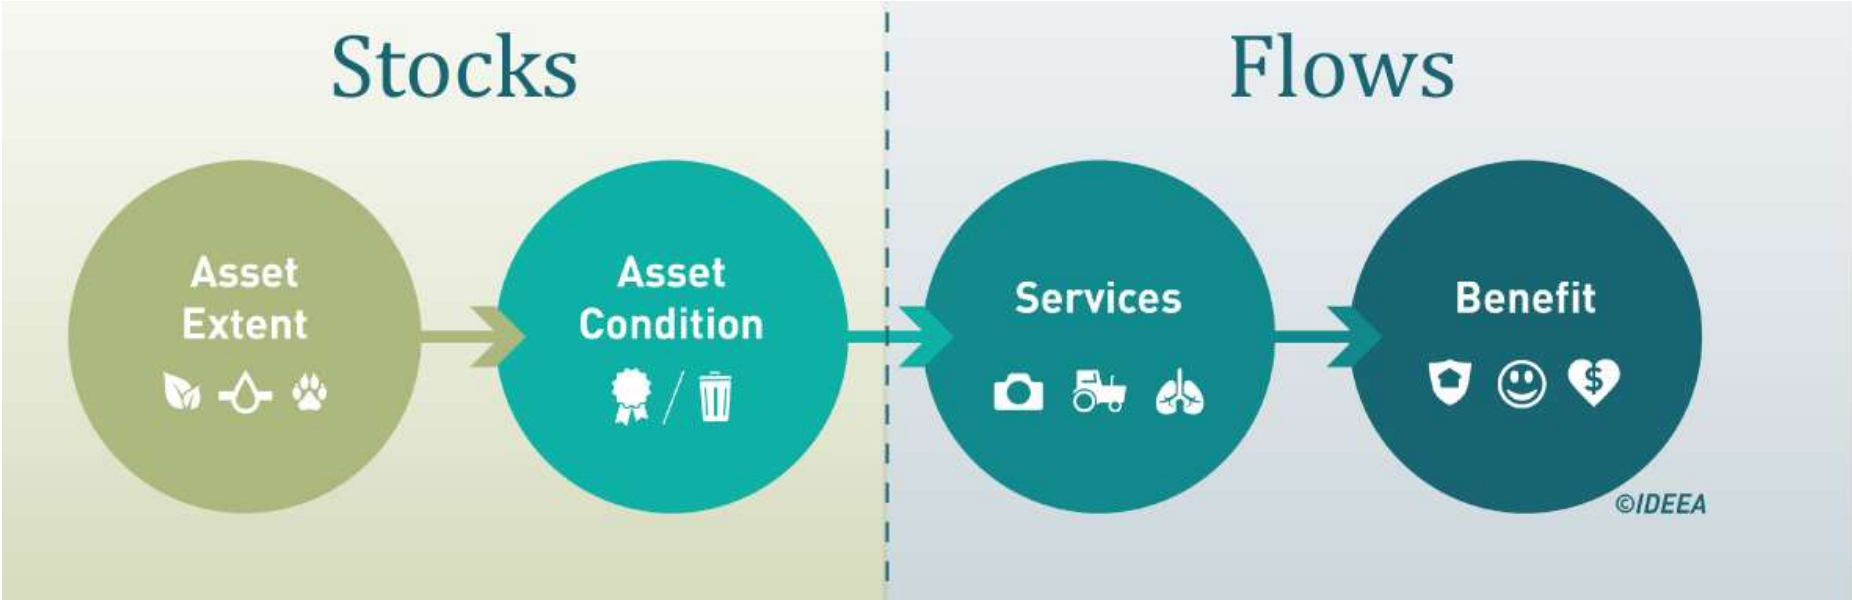 Stocks
Flows
Asset
Extent
Asset
Condition
Services
Benefit
$
©IDEEA